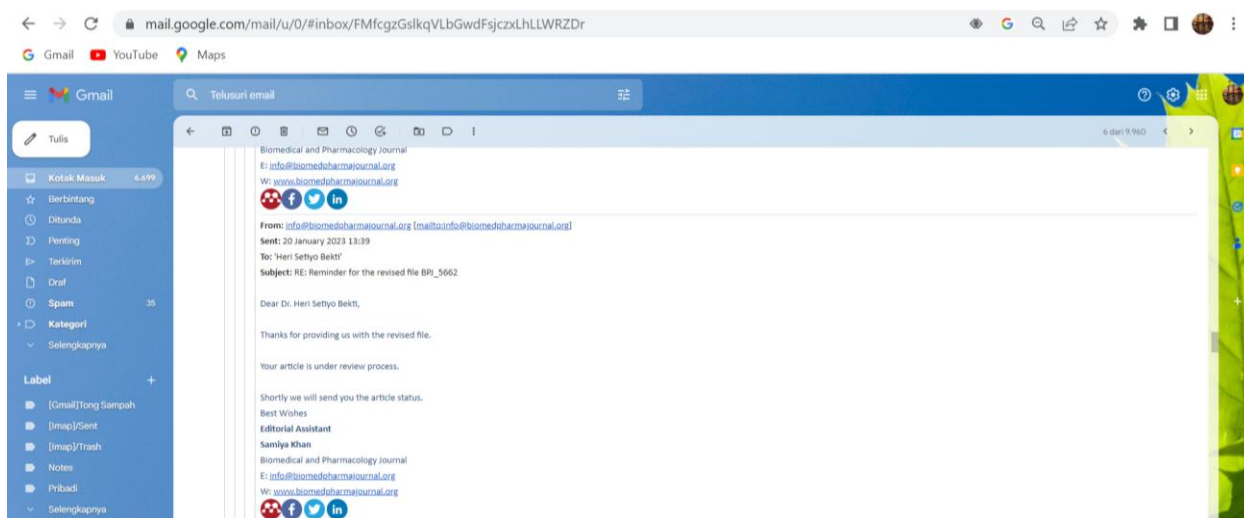 mail.google.com/mail/u/0/#inbox/FMfcgzGslkqVLbGwdFsjczxLhLLWRZDr
Gmail YouTube Maps
Gmail
Telusuri email
Tulis
6 dari 9.960
Kotak Masuk 6.699
Berbintang
Ditunda
Penting
Terkirim
Draf
Spam 35
Kategori
Selengkapnya
Label
[Gmail]Tong Sampah
[Imap]/Sent
[Imap]/Trash
Notes
Pribadi
Selengkapnya
Biomedical and Pharmacology Journal
E: info@biomedpharmajournal.org
W: www.biomedpharmajournal.org
From: info@biomedpharmajournal.org [mailto:info@biomedpharmajournal.org]
Sent: 20 January 2023 13:39
To: 'Heri Setiyo Bekti'
Subject: RE: Reminder for the revised file BPJ_5662
Dear Dr. Heri Setiyo Bekti,
Thanks for providing us with the revised file.
Your article is under review process.
Shortly we will send you the article status.
Best Wishes
Editorial Assistant
Samiya Khan
Biomedical and Pharmacology Journal
E: info@biomedpharmajournal.org
W: www.biomedpharmajournal.org